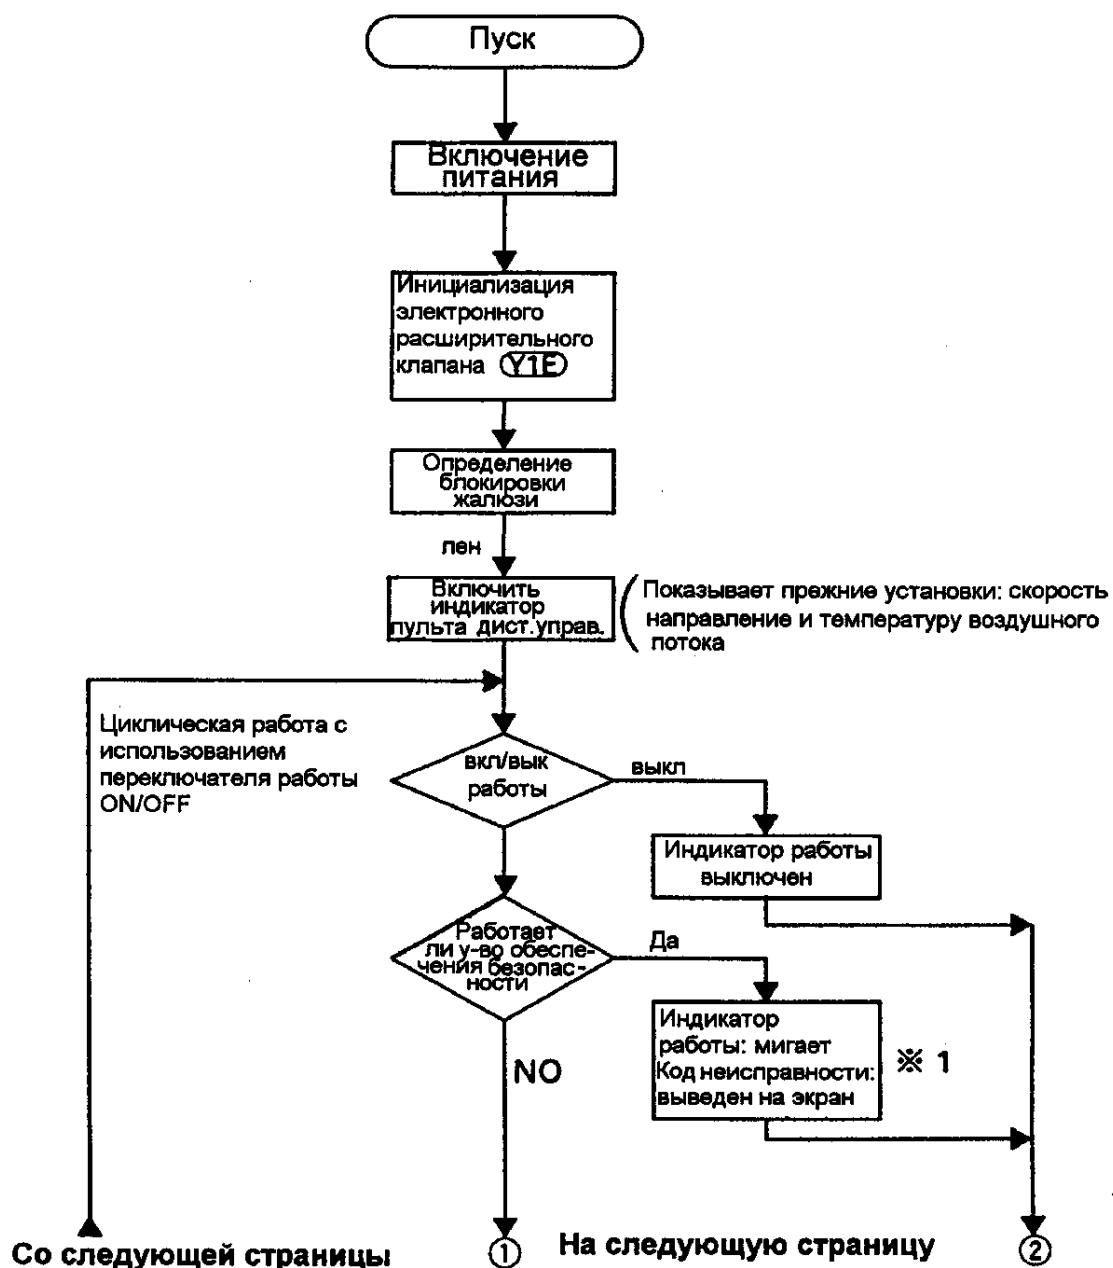 Пуск
Включение
питания
Инициализация
электронного
расширительного
клапана Y1E
Определение
блокировки
жалюзи
лен
Включить
индикатор
пульта дист.управ.
Показывает прежние установки: скорость
направление и температуру воздушного
потока
Циклическая работа с
использованием
переключателя работы
ON/OFF
вкл/вык
работы
выкл
Индикатор работы
выключен
Работает
ли у-во обеспе-
чения безопас-
ности
Да
Индикатор
работы: мигает
Код неисправности:
выведен на экран
※ 1
NO
Со следующей страницы
①
На следующую страницу
②